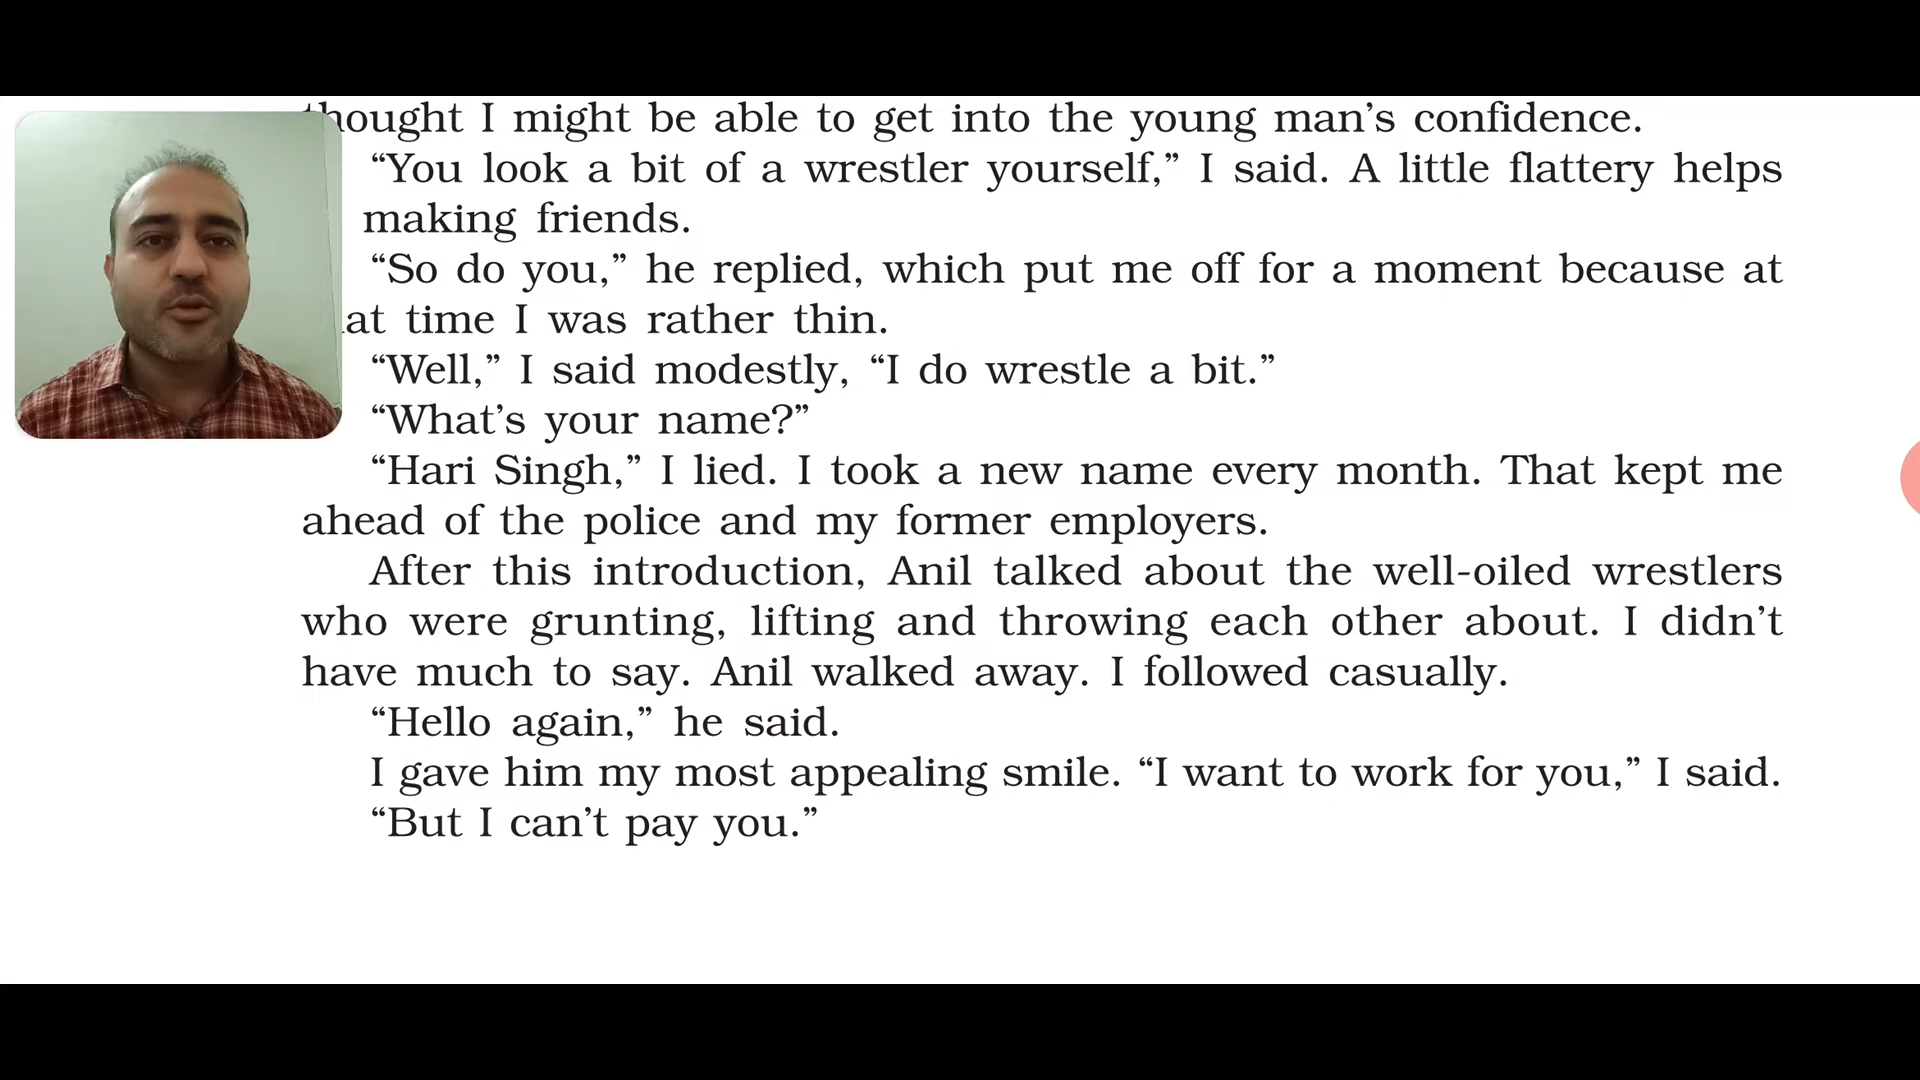 thought I might be able to get into the young man’s confidence.
“You look a bit of a wrestler yourself,” I said. A little flattery helps
making friends.
“So do you,” he replied, which put me off for a moment because at
at time I was rather thin.
“Well,” I said modestly, “I do wrestle a bit.”
“What’s your name?”
“Hari Singh,” I lied. I took a new name every month. That kept me
ahead of the police and my former employers.
After this introduction, Anil talked about the well-oiled wrestlers
who were grunting, lifting and throwing each other about. I didn’t
have much to say. Anil walked away. I followed casually.
“Hello again,” he said.
I gave him my most appealing smile. “I want to work for you,” I said.
“But I can’t pay you.”